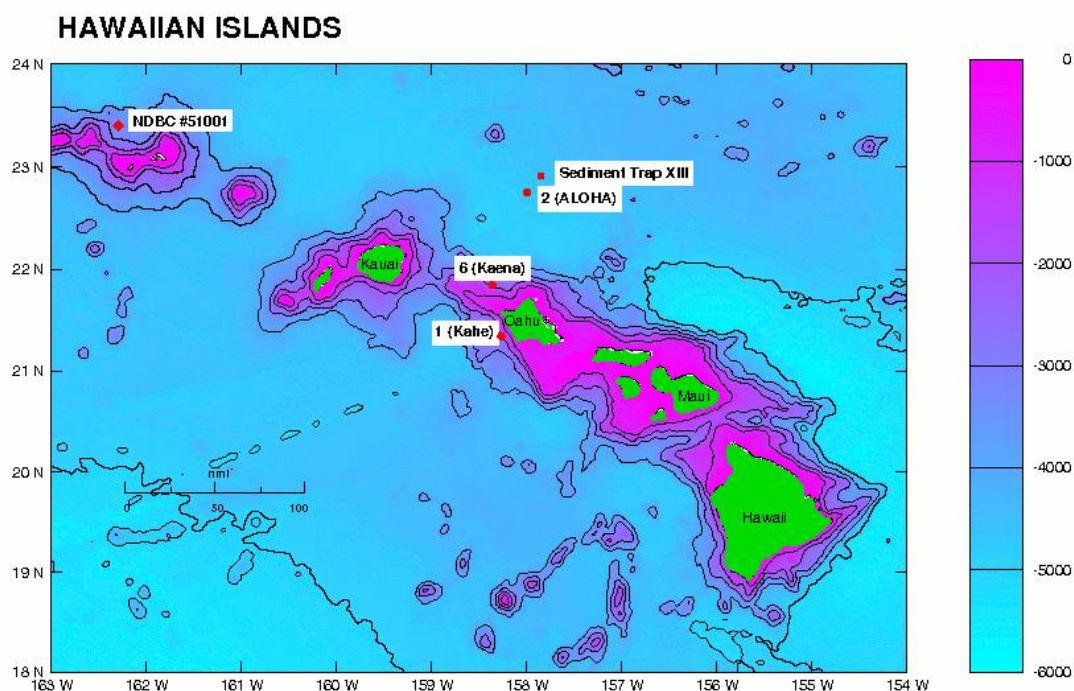 HAWAIIAN ISLANDS
24 N
23 N
22 N
21 N
20 N
19 N
18 N
NDBC #51001
Sediment Trap XIII
2 (ALOHA)
Kauai
6 (Kaena)
Oahu
1 (Kahe)
Maui
Hawaii
nmi
0 50 100
163 W 162 W 161 W 160 W 159 W 158 W 157 W 156 W 155 W 154 W
0
-1000
-2000
-3000
-4000
-5000
-6000